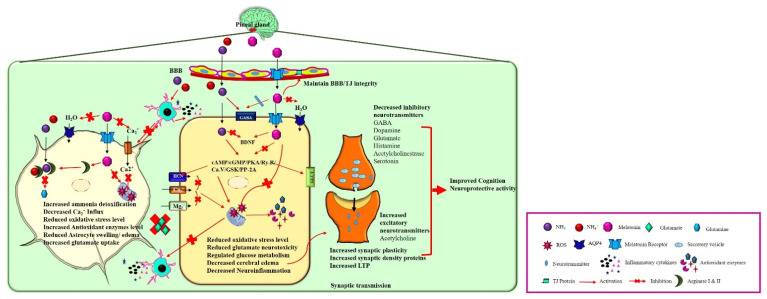 Pineal gland
BBB
Maintain BBB/TJ integrity
H₂O
Ca₂⁺
H₂O
GABA
BDNF
cAMP/cGMP/PKA/Ry-R/
Ca.V/GSK/PP-2A
HCN
Mg²
Ca2⁺
Increased ammonia detoxification
Decreased Ca₂⁺ Influx
Reduced oxidative stress level
Increased Antioxidant enzymes level
Reduced Astrocyte swelling/ edema
Increased glutamate uptake
Reduced oxidative stress level
Reduced glutamate neurotoxicity
Regulated glucose metabolism
Decreased cerebral edema
Decreased Neuroinflammation
Decreased inhibitory
neurotransmitters
GABA
Dopamine
Glutamate
Histamine
Acetylcholinestrase
Serotonin
Increased
excitatory
neurotransmitters
Acetylcholine
Increased synaptic plasticity
Increased synaptic density proteins
Increased LTP
Synaptic transmission
Improved Cognition
Neuroprotective activity
NH₃
NH₄⁺
Melatonin
Glutamate
Glutamine
ROS
AQP4
Melatonin Receptor
Secretory vesicle
Neurotransmitter
Inflammatory cytokines
Antioxidant enzymes
TJ Protein
Activation
Inhibition
Arginase I & II